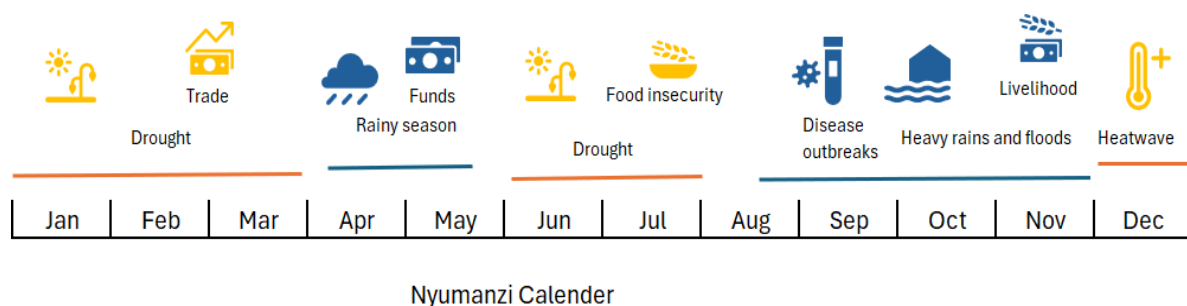 Trade
Funds
Food insecurity
Livelihood
Drought
Rainy season
Drought
Disease
outbreaks
Heavy rains and floods
Heatwave
Jan
Feb
Mar
Apr
May
Jun
Jul
Aug
Sep
Oct
Nov
Dec
Nyumanzi Calender